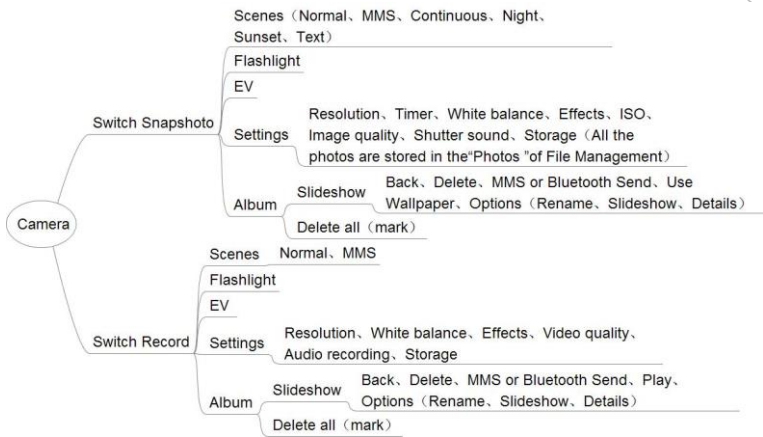 Scenes（Normal、MMS、Continuous、Night、
Sunset、Text）
Flashlight
EV
Switch Snapshoto
Settings
Resolution、Timer、White balance、Effects、ISO、
Image quality、Shutter sound、Storage（All the
photos are stored in the“Photos ”of File Management）
Album
Slideshow
Back、Delete、MMS or Bluetooth Send、Use
Wallpaper、Options（Rename、Slideshow、Details）
Delete all（mark）
Camera
Scenes
Normal、MMS
Flashlight
EV
Switch Record
Settings
Resolution、White balance、Effects、Video quality、
Audio recording、Storage
Album
Slideshow
Back、Delete、MMS or Bluetooth Send、Play、
Options（Rename、Slideshow、Details）
Delete all（mark）